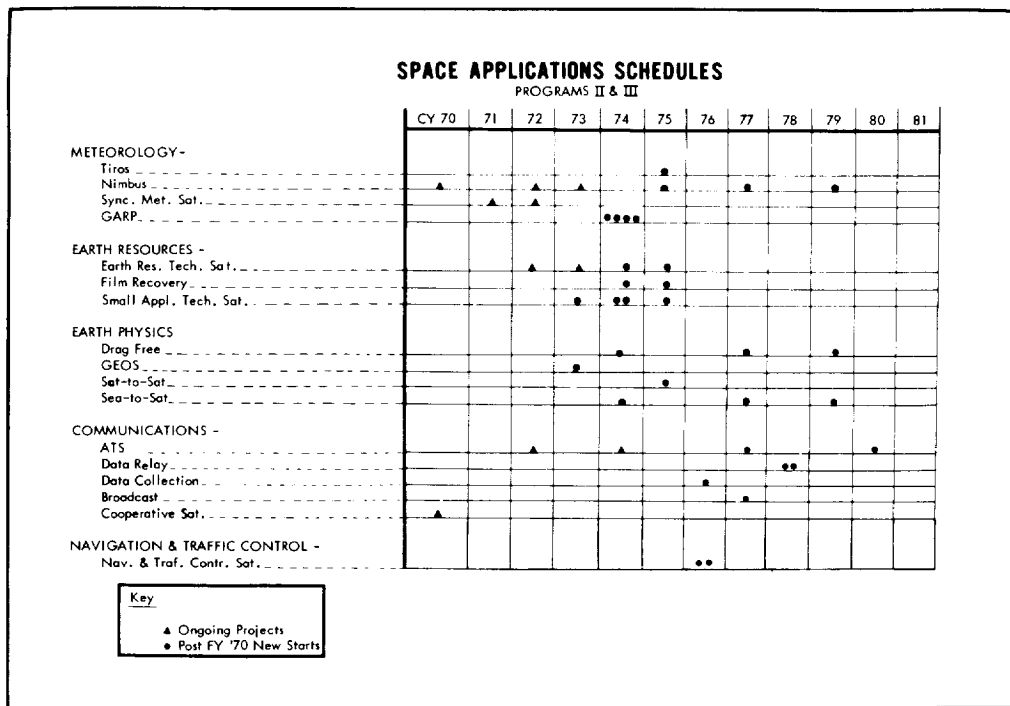 SPACE APPLICATIONS SCHEDULES
PROGRAMS II & III
CY 70 71 72 73 74 75 76 77 78 79 80 81
METEOROLOGY -
Tiros
Nimbus
Sync. Met. Sat.
GARP
EARTH RESOURCES -
Earth Res. Tech. Sat.
Film Recovery
Small Appl. Tech. Sat.
EARTH PHYSICS
Drag Free
GEOS
Sat-to-Sat
Sea-to-Sat
COMMUNICATIONS -
ATS
Data Relay
Data Collection
Broadcast
Cooperative Sat.
NAVIGATION & TRAFFIC CONTROL -
Nav. & Traf. Contr. Sat.
Key
▲ Ongoing Projects
● Post FY '70 New Starts